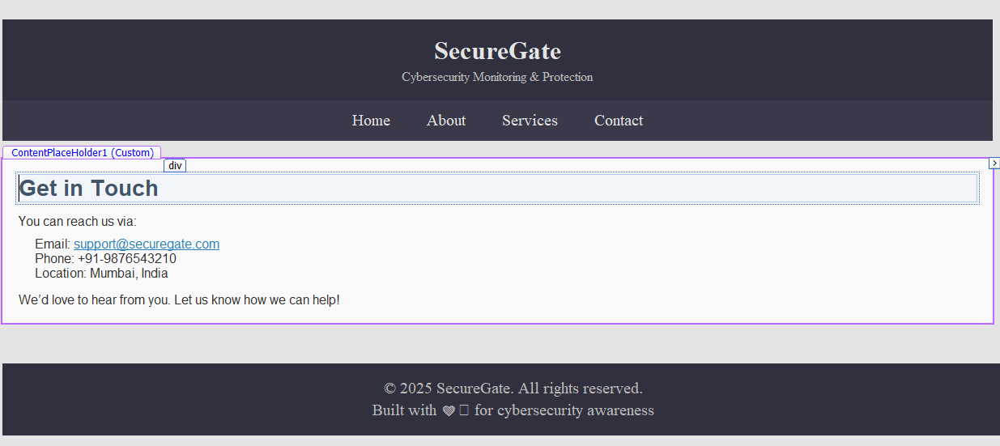 SecureGate
Cybersecurity Monitoring & Protection
Home About Services Contact
ContentPlaceHolder1 (Custom)
div
Get in Touch
You can reach us via:
Email: support@securegate.com
Phone: +91-9876543210
Location: Mumbai, India
We’d love to hear from you. Let us know how we can help!
© 2025 SecureGate. All rights reserved.
Built with 💜 □ for cybersecurity awareness